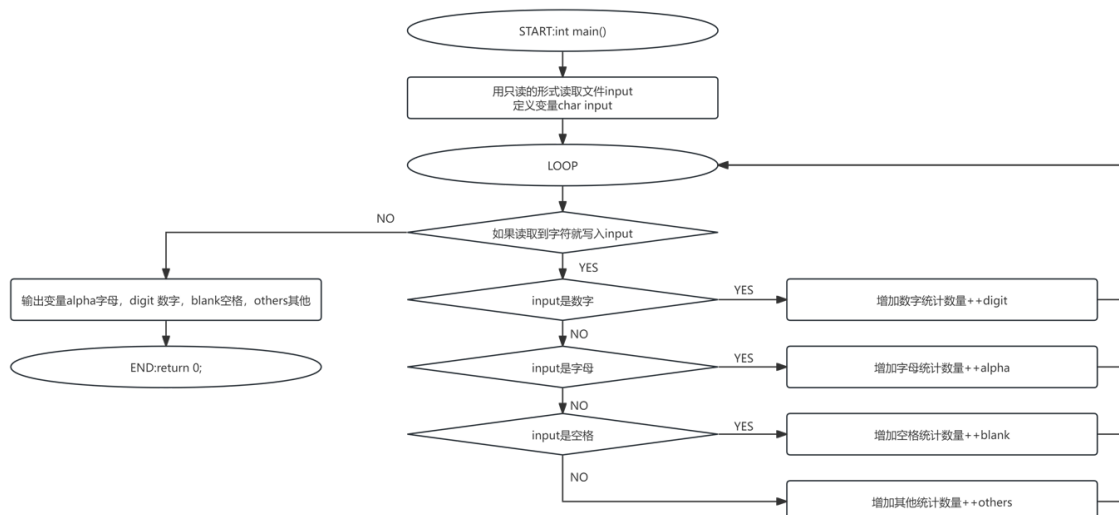 START:int main()
用只读的形式读取文件input
定义变量char input
LOOP
NO
如果读取到字符就写入input
YES
输出变量alpha字母，digit 数字，blank空格，others其他
input是数字
YES
增加数字统计数量++digit
NO
END:return 0;
input是字母
YES
增加字母统计数量++alpha
NO
input是空格
YES
增加空格统计数量++blank
NO
增加其他统计数量++others